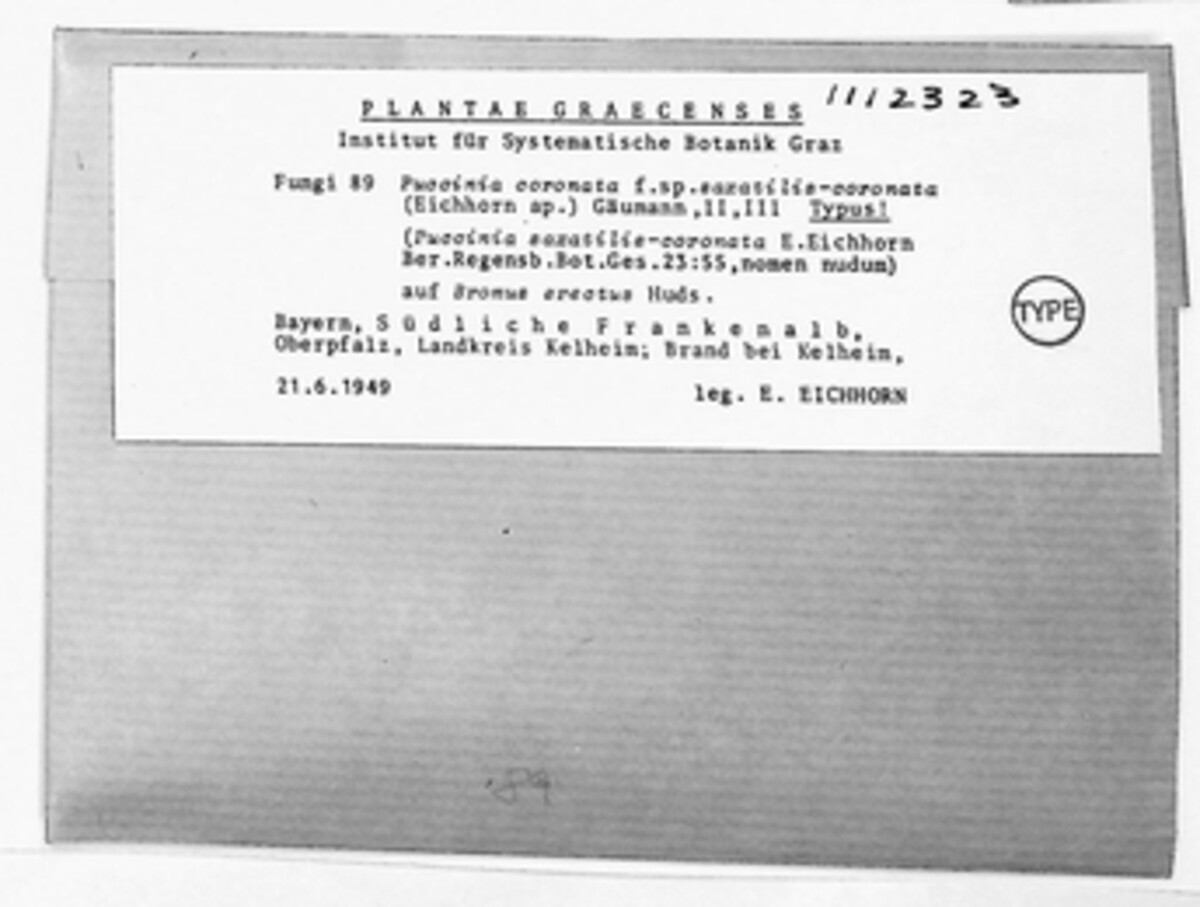 1112323
PLANTAE GRAECENSES
Institut für Systematische Botanik Graz
Fungi 89 Puccinia coronata f.sp.saxatilis-coronata
(Eichhorn ap.) Gäumann,II,III Typus!
(Puccinia saxatilis-coronata E.Eichhorn
Ber.Regensb.Bot.Ges.23:55,nomen nudum)
auf Bromus erectus Huds.
TYPE
Bayern, Südliche Frankenalb,
Oberpfalz, Landkreis Kelheim; Brand bei Kelheim,
21.6.1949 leg. E. EICHHORN
89